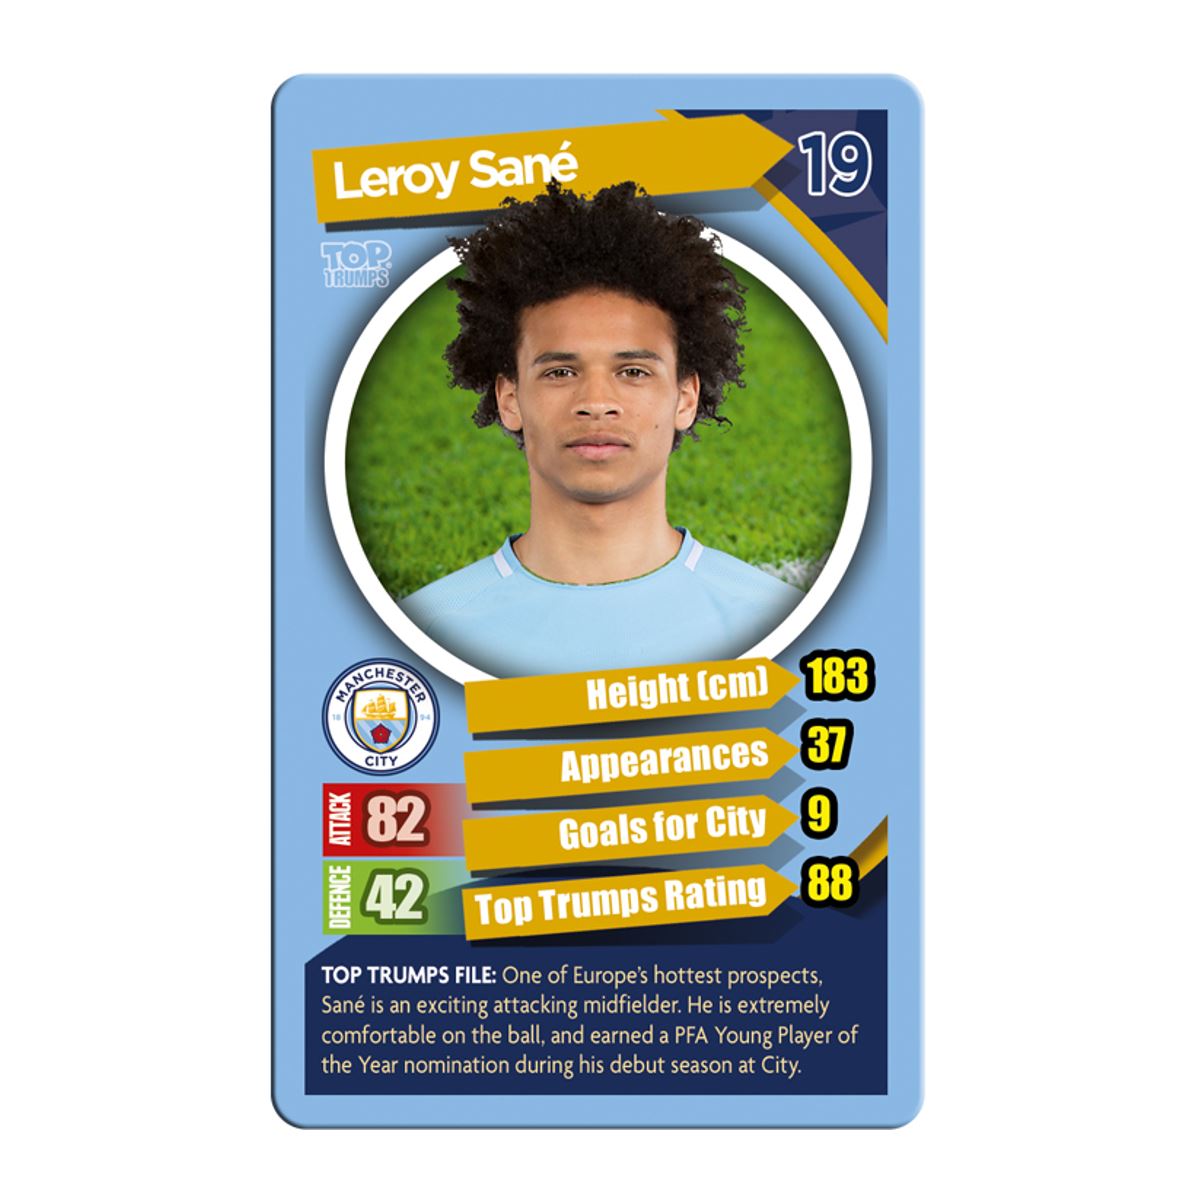 Leroy Sané
19
TOP
TRUMPS
MANCHESTER
18 94
CITY
Height (cm) 183
Appearances 37
Goals for City 9
Top Trumps Rating 88
ATTACK 82
DEFENCE 42
TOP TRUMPS FILE: One of Europe's hottest prospects,
Sané is an exciting attacking midfielder. He is extremely
comfortable on the ball, and earned a PFA Young Player of
the Year nomination during his debut season at City.